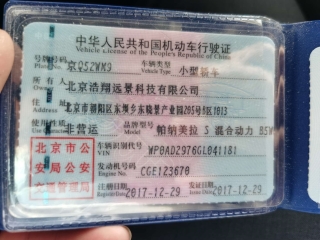 中华人民共和国机动车行驶证
Vehicle License of the People's Republic of China
号牌号码 京Q52WM9 车辆类型 小型轿车
Plate No. Vehicle Type
所有人 北京浩翔远景科技有限公司
Owner
住址 北京市朝阳区东坝乡东晓景产业园205号B区1013
Address
使用性质 非营运 品牌型号 帕纳美拉 S 混合动力 BSW
北京市公 车辆识别代号 WP0AD2976GL041181
VIN
安局公安 发动机号码 CGE123670
Engine No.
交通管理局 注册日期 2017-12-29 发证日期 2017-12-29